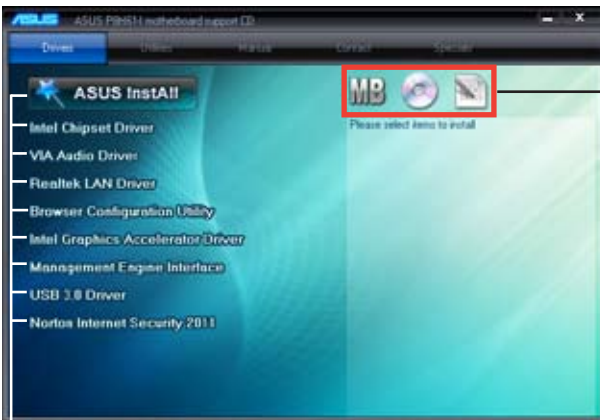 ASUS ASUS P8H61-I motherboard support CD
Drivers Utilities Manual Contact Specials
ASUS InstAll
MB
Please select items to install
Intel Chipset Driver
VIA Audio Driver
Realtek LAN Driver
Browser Configuration Utility
Intel Graphics Accelerator Driver
Management Engine Interface
USB 3.0 Driver
Norton Internet Security 2011